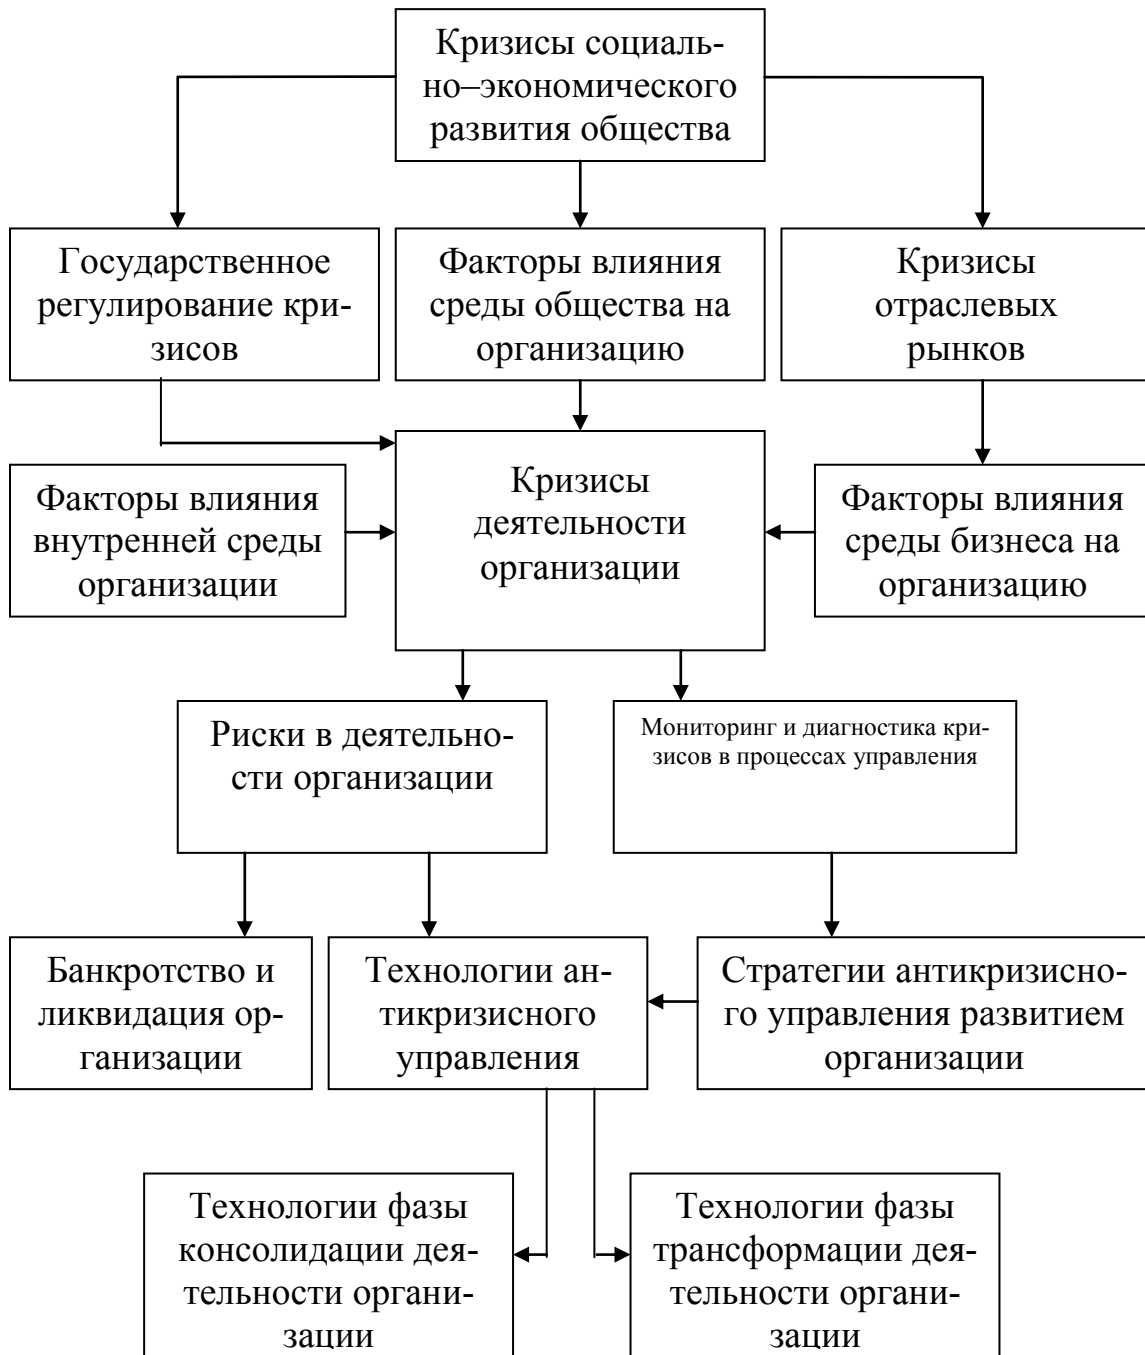 Кризисы социаль-
но–экономического
развития общества
Государственное
регулирование кри-
зисов
Факторы влияния
среды общества на
организацию
Кризисы
отраслевых
рынков
Факторы влияния
внутренней среды
организации
Кризисы
деятельности
организации
Факторы влияния
среды бизнеса на
организацию
Риски в деятельно-
сти организации
Мониторинг и диагностика кри-
зисов в процессах управления
Банкротство и
ликвидация ор-
ганизации
Технологии ан-
тикризисного
управления
Стратегии антикризисно-
го управления развитием
организации
Технологии фазы
консолидации дея-
тельности органи-
зации
Технологии фазы
трансформации дея-
тельности органи-
зации